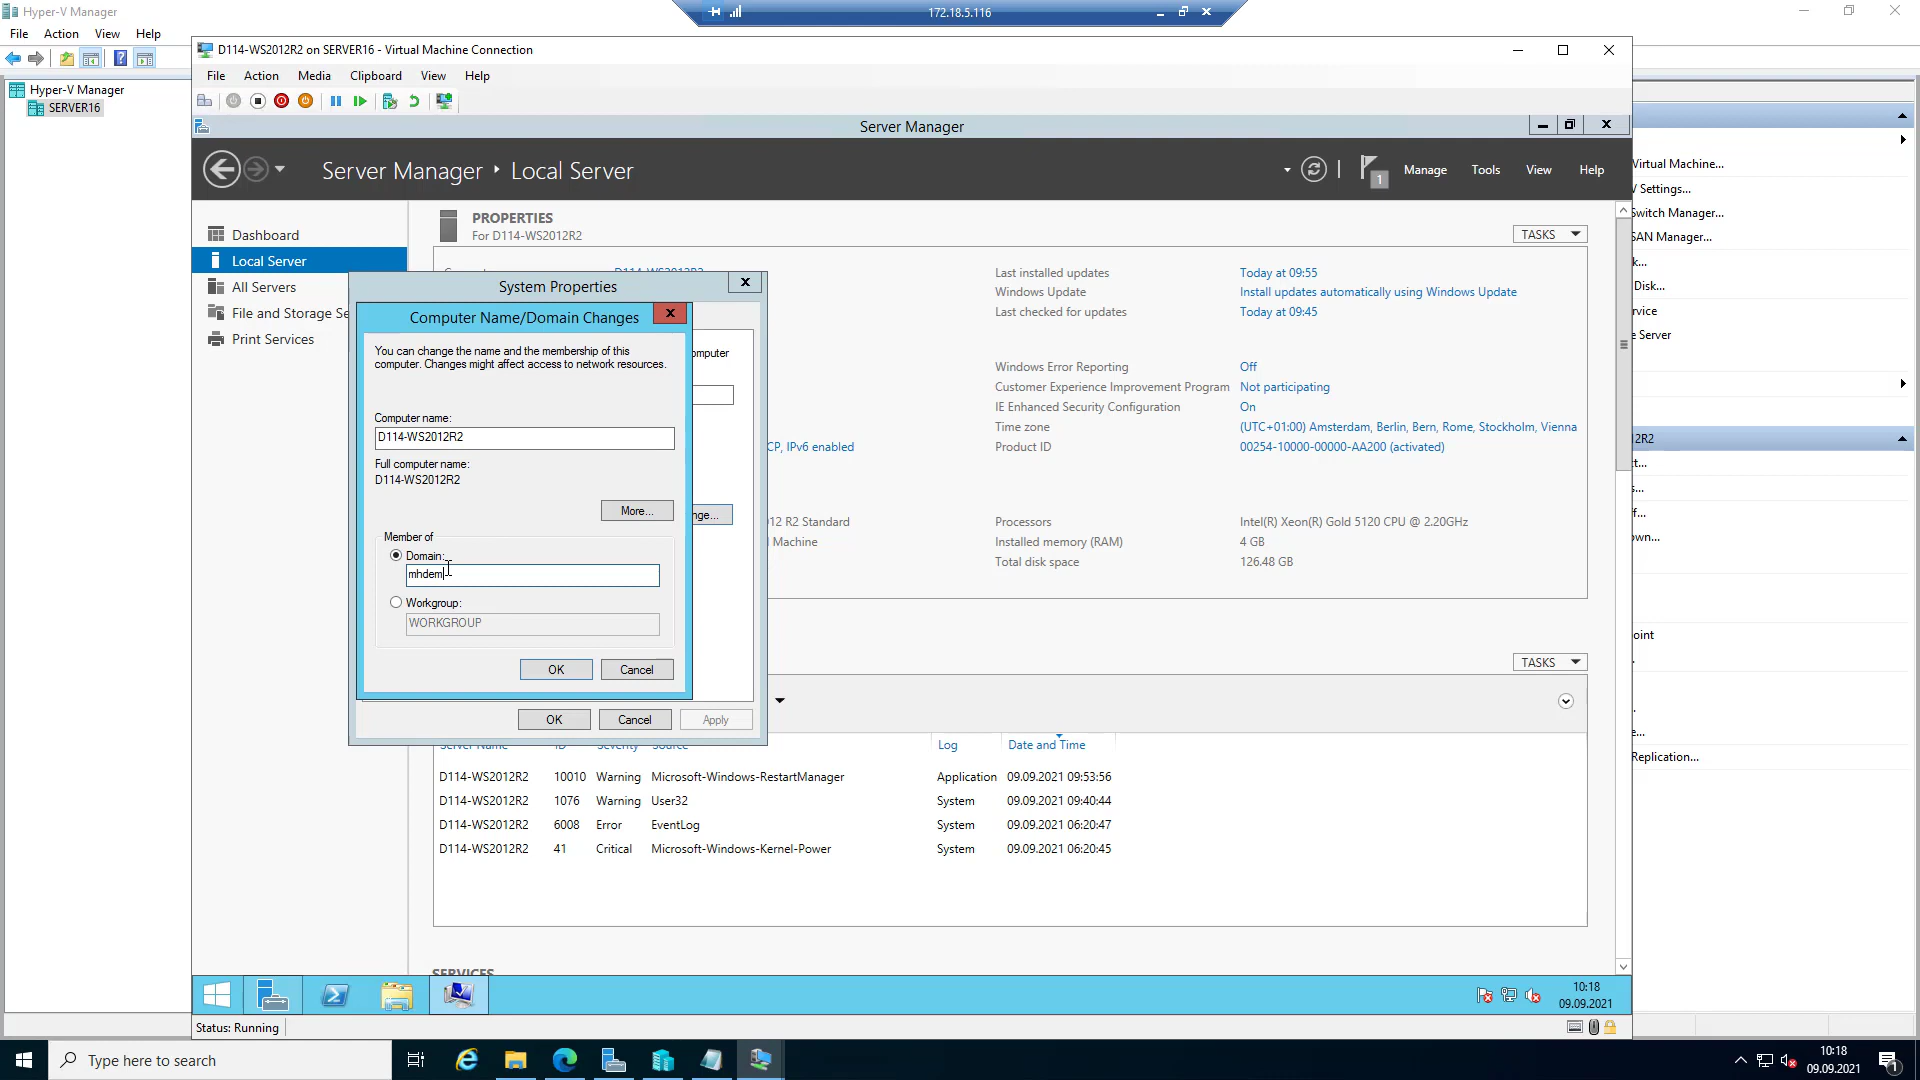 Hyper-V Manager
172.18.5.116
File Action View Help
D114-WS2012R2 on SERVER16 - Virtual Machine Connection
File Action Media Clipboard View Help
Hyper-V Manager
SERVER16
Server Manager
Server Manager ‣ Local Server
1
Manage Tools View Help
Dashboard
Local Server
All Servers
File and Storage Se
Print Services
PROPERTIES
For D114-WS2012R2
TASKS
Last installed updates Today at 09:55
Windows Update Install updates automatically using Windows Update
Last checked for updates Today at 09:45
Windows Error Reporting Off
Customer Experience Improvement Program Not participating
IE Enhanced Security Configuration On
Time zone (UTC+01:00) Amsterdam, Berlin, Bern, Rome, Stockholm, Vienna
CP, IPv6 enabled Product ID 00254-10000-00000-AA200 (activated)
12 R2 Standard Processors Intel(R) Xeon(R) Gold 5120 CPU @ 2.20GHz
Machine Installed memory (RAM) 4 GB
Total disk space 126.48 GB
System Properties
omputer
nge...
Computer Name/Domain Changes
You can change the name and the membership of this
computer. Changes might affect access to network resources.
Computer name:
D114-WS2012R2
Full computer name:
D114-WS2012R2
More...
Member of
Domain:
mhdem
Workgroup:
WORKGROUP
OK Cancel
OK Cancel Apply
TASKS
Server Name ID Severity Source Log Date and Time
D114-WS2012R2 10010 Warning Microsoft-Windows-RestartManager Application 09.09.2021 09:53:56
D114-WS2012R2 1076 Warning User32 System 09.09.2021 09:40:44
D114-WS2012R2 6008 Error EventLog System 09.09.2021 06:20:47
D114-WS2012R2 41 Critical Microsoft-Windows-Kernel-Power System 09.09.2021 06:20:45
SERVICES
10:18
09.09.2021
Status: Running
Virtual Machine...
V Settings...
Switch Manager...
SAN Manager...
k...
Disk...
rvice
e Server
2R2
t...
s...
ff...
own...
oint
e...
Replication...
Type here to search
10:18
09.09.2021
1